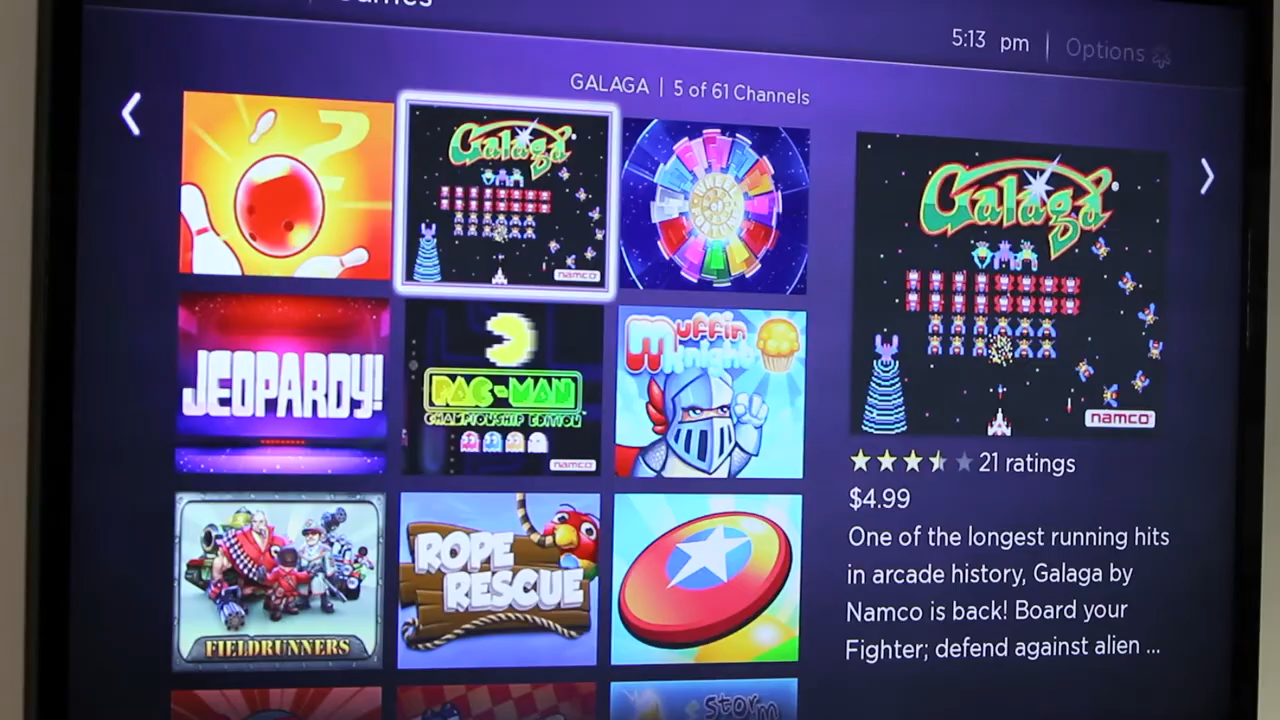 5:13 pm | Options
GALAGA | 5 of 61 Channels
Galaga
namco
JEOPARDY!
PAC-MAN
CHAMPIONSHIP EDITION
namco
Muffin
Knight
FIELDRUNNERS
ROPE
RESCUE
STORM
Galaga
namco
21 ratings
$4.99
One of the longest running hits
in arcade history, Galaga by
Namco is back! Board your
Fighter; defend against alien ...